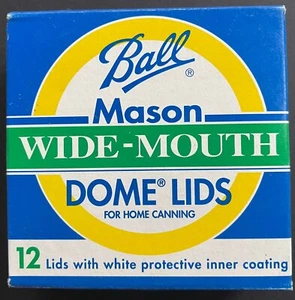 Ball®
Mason
WIDE-MOUTH
DOME® LIDS
FOR HOME CANNING
12 Lids with white protective inner coating